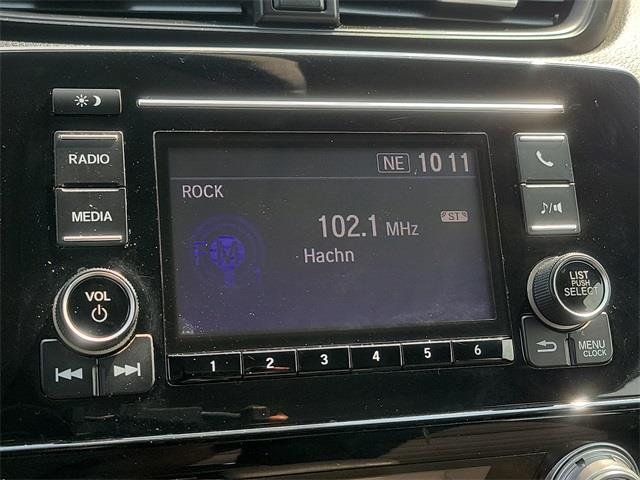 RADIO
MEDIA
NE 10 11
ROCK
102.1 MHz
ST
Hachn
FM
VOL
LIST
PUSH
SELECT
MENU
CLOCK
1 2 3 4 5 6